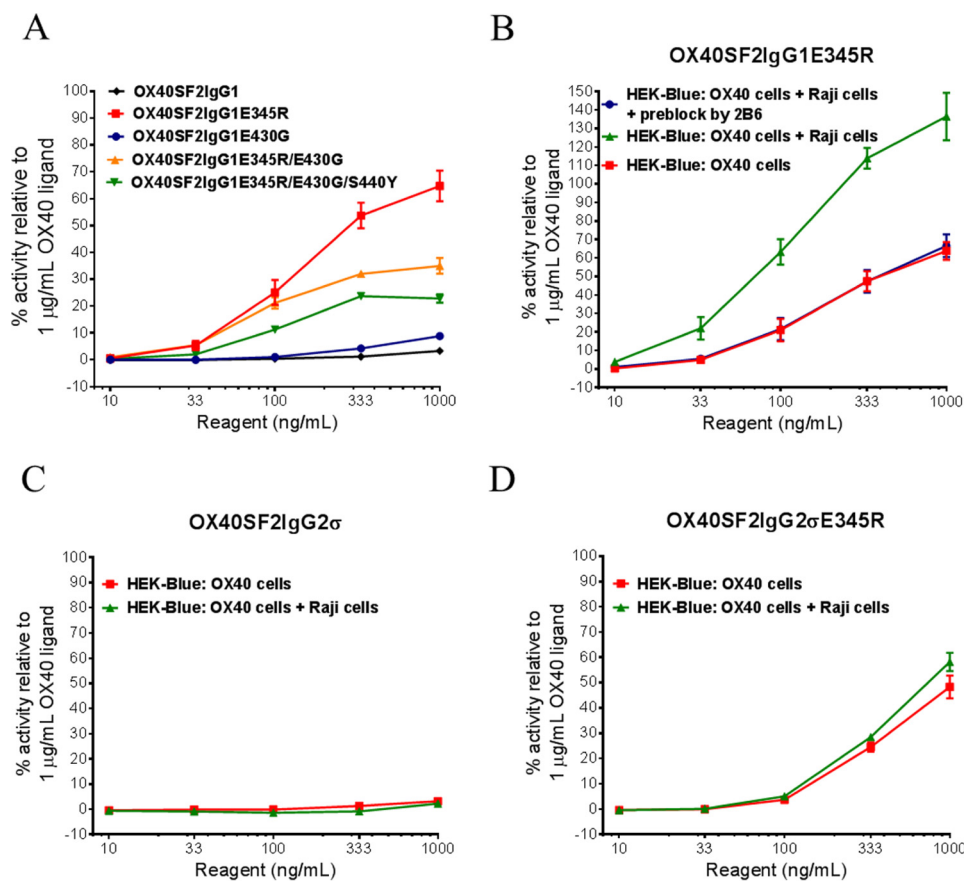 A
% activity relative to
1 µg/mL OX40 ligand
100
90
80
70
60
50
40
30
20
10
0
-10
OX40SF2IgG1
OX40SF2IgG1E345R
OX40SF2IgG1E430G
OX40SF2IgG1E345R/E430G
OX40SF2IgG1E345R/E430G/S440Y
10 33 100 333 1000
Reagent (ng/mL)
B
OX40SF2IgG1E345R
% activity relative to
1 µg/mL OX40 ligand
150
140
130
120
110
100
90
80
70
60
50
40
30
20
10
0
-10
HEK-Blue: OX40 cells + Raji cells
+ preblock by 2B6
HEK-Blue: OX40 cells + Raji cells
HEK-Blue: OX40 cells
10 33 100 333 1000
Reagent (ng/mL)
C
OX40SF2IgG2σ
% activity relative to
1 µg/mL OX40 ligand
100
90
80
70
60
50
40
30
20
10
0
-10
HEK-Blue: OX40 cells
HEK-Blue: OX40 cells + Raji cells
10 33 100 333 1000
Reagent (ng/mL)
D
OX40SF2IgG2σE345R
% activity relative to
1 µg/mL OX40 ligand
100
90
80
70
60
50
40
30
20
10
0
-10
HEK-Blue: OX40 cells
HEK-Blue: OX40 cells + Raji cells
10 33 100 333 1000
Reagent (ng/mL)